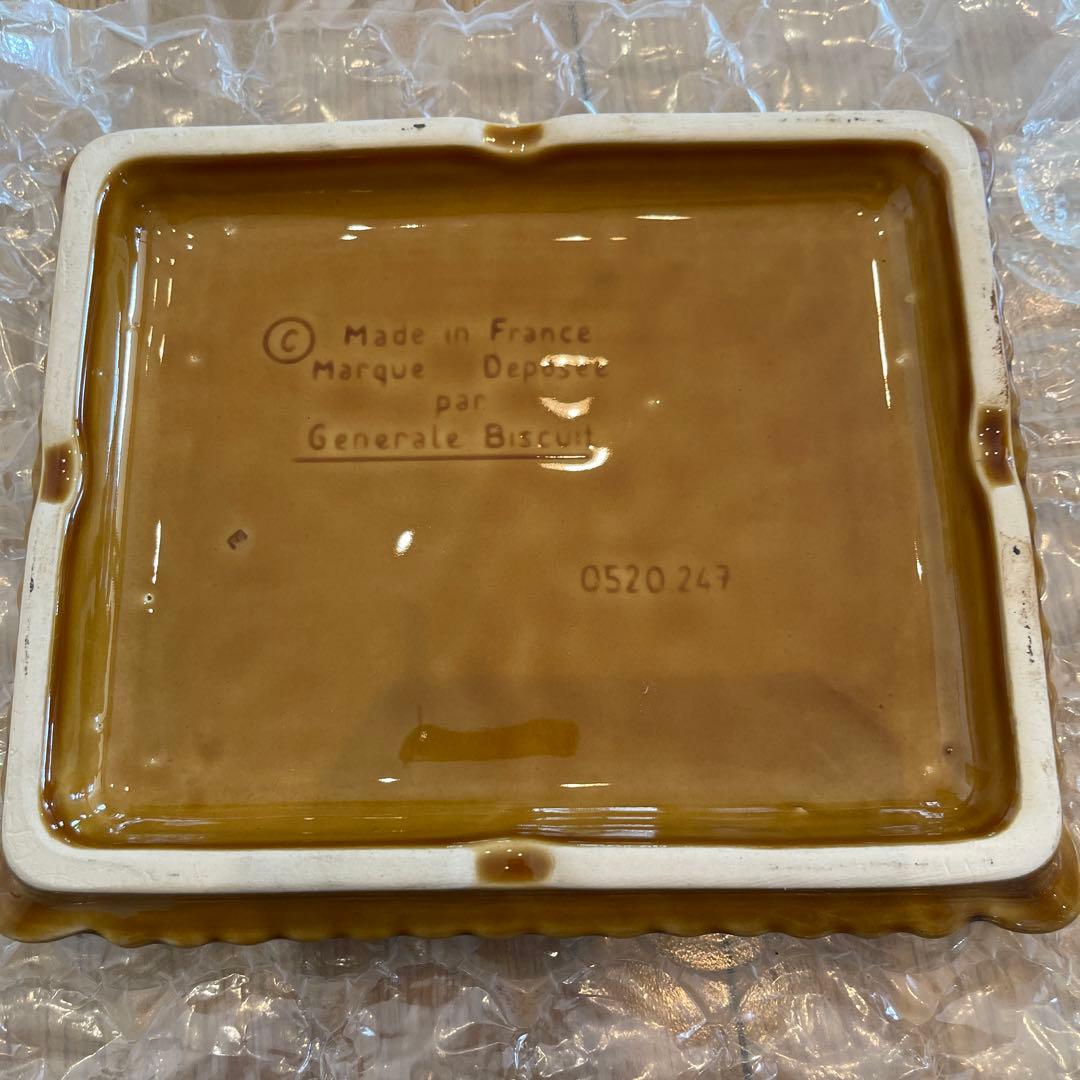 © Made in France
Marque Deposee
par
Generale Biscuit
E
0520.247